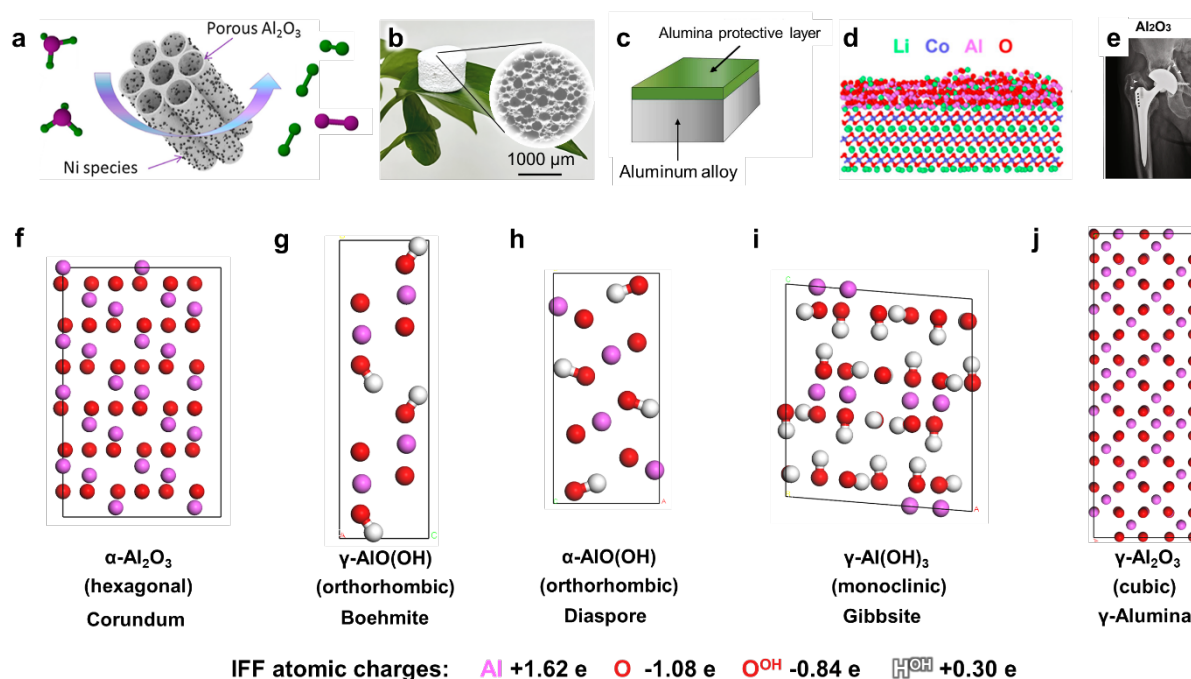 a
Porous Al₂O₃
Ni species
b
1000 µm
c
Alumina protective layer
Aluminum alloy
d
Li Co Al O
e
Al₂O₃
f
α-Al₂O₃
(hexagonal)
Corundum
g
γ-AlO(OH)
(orthorhombic)
Boehmite
h
α-AlO(OH)
(orthorhombic)
Diaspore
i
γ-Al(OH)₃
(monoclinic)
Gibbsite
j
γ-Al₂O₃
(cubic)
γ-Alumina
IFF atomic charges: Al +1.62 e O -1.08 e Oᴼᴴ -0.84 e Hᴼᴴ +0.30 e